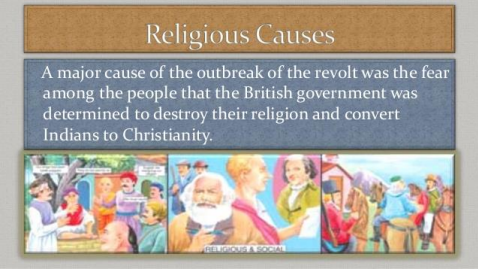 Religious Causes
A major cause of the outbreak of the revolt was the fear
among the people that the British government was
determined to destroy their religion and convert
Indians to Christianity.
RELIGIOUS & SOCIAL